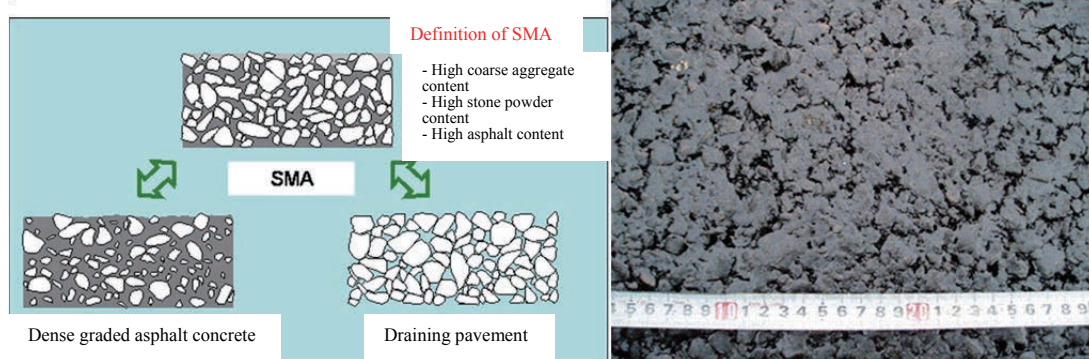 Definition of SMA
- High coarse aggregate
content
- High stone powder
content
- High asphalt content
SMA
Dense graded asphalt concrete
Draining pavement
5 6 7 8 9 10 1 2 3 4 5 6 7 8 9 20 1 2 3 4 5 6 7 8 9